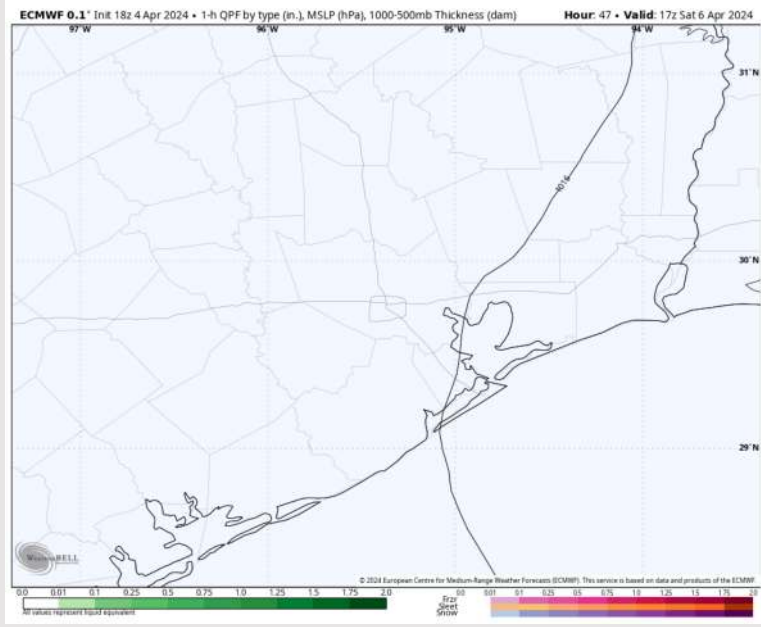 ECMWF 0.1° Init 18z 4 Apr 2024 • 1-h QPF by type (in.), MSLP (hPa), 1000-500mb Thickness (dam) Hour: 47 • Valid: 17z Sat 6 Apr 2024
97°W 96°W 95°W 94°W
31°N
1016
30°N
29°N
WeatherBELL
© 2024 European Centre for Medium-Range Weather Forecasts (ECMWF). This service is based on data and products of the ECMWF.
0.0 0.01 0.1 0.25 0.5 0.75 1.0 1.25 1.5 1.75 2.0
0.0 0.01 0.1 0.25 0.5 0.75 1.0 1.25 1.5 1.75 2.0
Frzr
Sleet
Snow
All values represent liquid equivalent